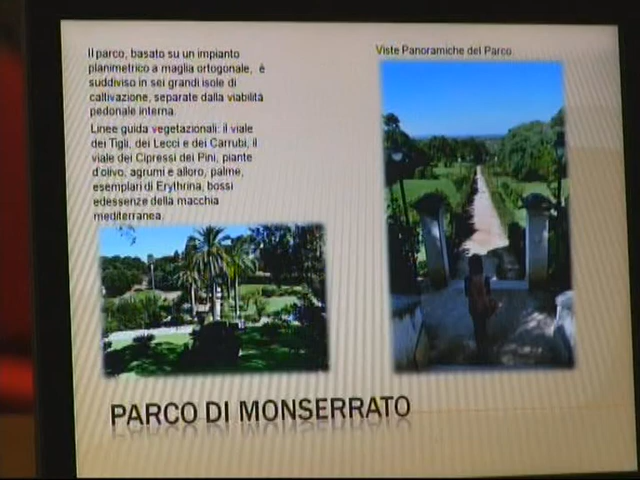 Il parco, basato su un impianto
planimetrico a maglia ortogonale, è
suddiviso in sei grandi isole di
coltivazione, separate dalla viabilità
pedonale interna.
Linee guida vegetazionali: il viale
dei Tigli, dei Lecci e dei Carrubi, il
viale dei Cipressi dei Pini, piante
d'olivo, agrumi e alloro, palme,
esemplari di Erythrina, bossi
edessenze della macchia
mediterranea.
Viste Panoramiche del Parco.
PARCO DI MONSERRATO